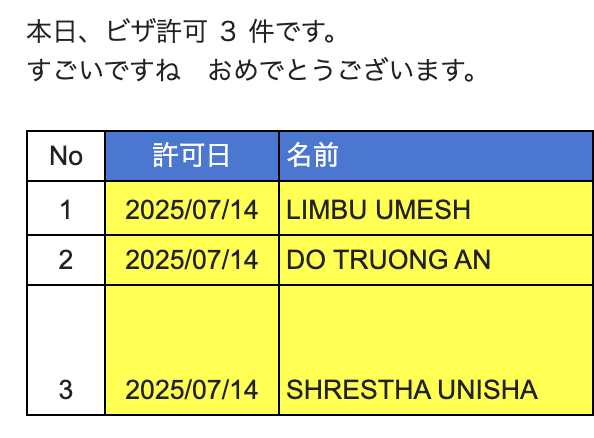 本日、ビザ許可 3 件です。
すごいですね　おめでとうございます。
No 許可日 名前
1 2025/07/14 LIMBU UMESH
2 2025/07/14 DO TRUONG AN
3 2025/07/14 SHRESTHA UNISHA